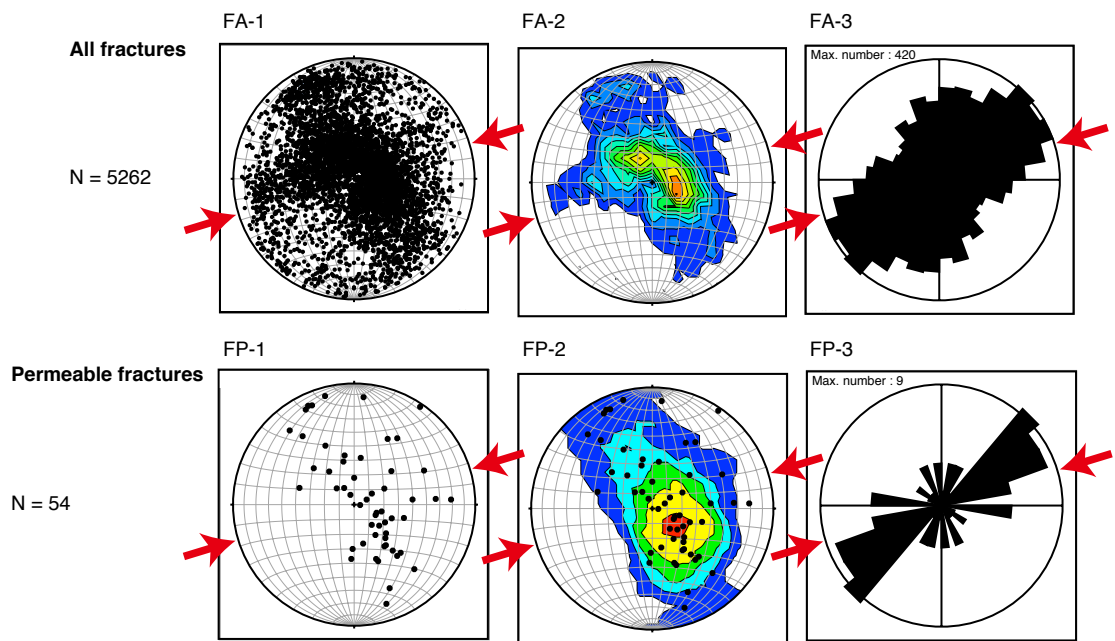 FA-1
FA-2
FA-3
All fractures
Max. number : 420
N = 5262
FP-1
FP-2
FP-3
Permeable fractures
Max. number : 9
N = 54